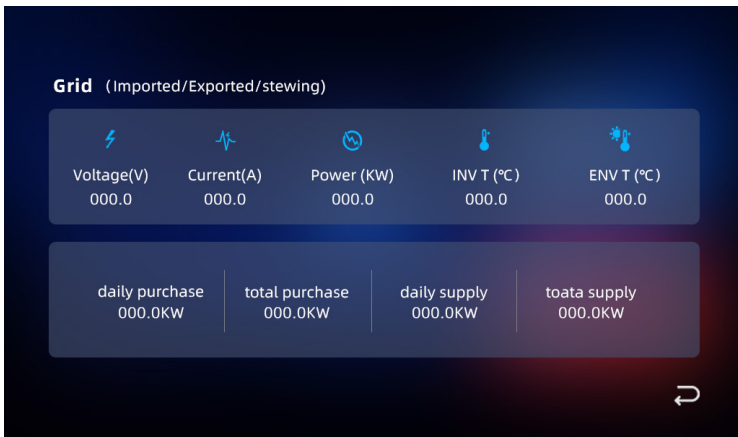 Grid (Imported/Exported/stewing)
Voltage(V) Current(A) Power (KW) INV T (℃) ENV T (℃)
000.0 000.0 000.0 000.0 000.0
daily purchase total purchase daily supply toata supply
000.0KW 000.0KW 000.0KW 000.0KW